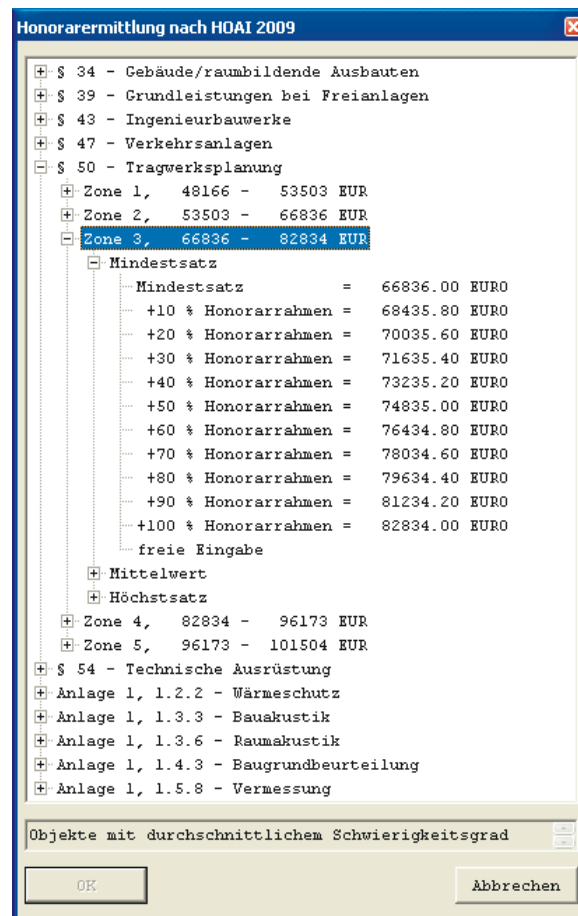 Honorarermittlung nach HOAI 2009
§ 34 - Gebäude/raumbildende Ausbauten
§ 39 - Grundleistungen bei Freianlagen
§ 43 - Ingenieurbauwerke
§ 47 - Verkehrsanlagen
§ 50 - Tragwerksplanung
Zone 1, 48166 - 53503 EUR
Zone 2, 53503 - 66836 EUR
Zone 3, 66836 - 82834 EUR
Mindestsatz
Mindestsatz = 66836.00 EURO
+10 % Honorarrahmen = 68435.80 EURO
+20 % Honorarrahmen = 70035.60 EURO
+30 % Honorarrahmen = 71635.40 EURO
+40 % Honorarrahmen = 73235.20 EURO
+50 % Honorarrahmen = 74835.00 EURO
+60 % Honorarrahmen = 76434.80 EURO
+70 % Honorarrahmen = 78034.60 EURO
+80 % Honorarrahmen = 79634.40 EURO
+90 % Honorarrahmen = 81234.20 EURO
+100 % Honorarrahmen = 82834.00 EURO
freie Eingabe
Mittelwert
Höchstsatz
Zone 4, 82834 - 96173 EUR
Zone 5, 96173 - 101504 EUR
§ 54 - Technische Ausrüstung
Anlage 1, 1.2.2 - Wärmeschutz
Anlage 1, 1.3.3 - Bauakustik
Anlage 1, 1.3.6 - Raumakustik
Anlage 1, 1.4.3 - Baugrundbeurteilung
Anlage 1, 1.5.8 - Vermessung
Objekte mit durchschnittlichem Schwierigkeitsgrad
OK Abbrechen